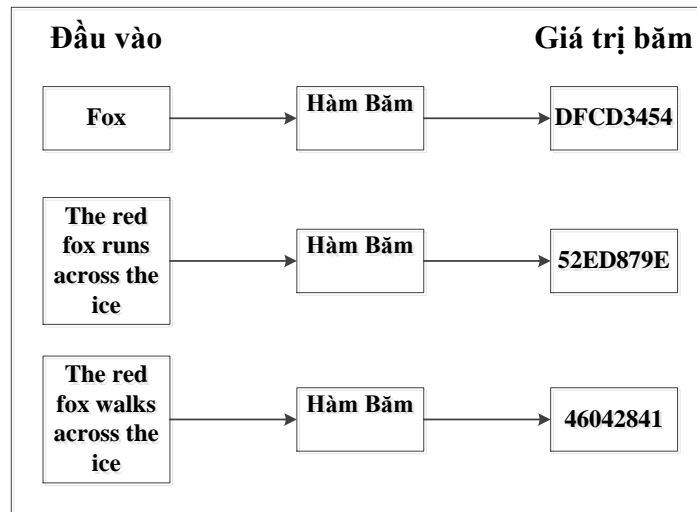 Đầu vào
Giá trị băm
Fox
Hàm Băm
DFCD3454
The red
fox runs
across the
ice
Hàm Băm
52ED879E
The red
fox walks
across the
ice
Hàm Băm
46042841